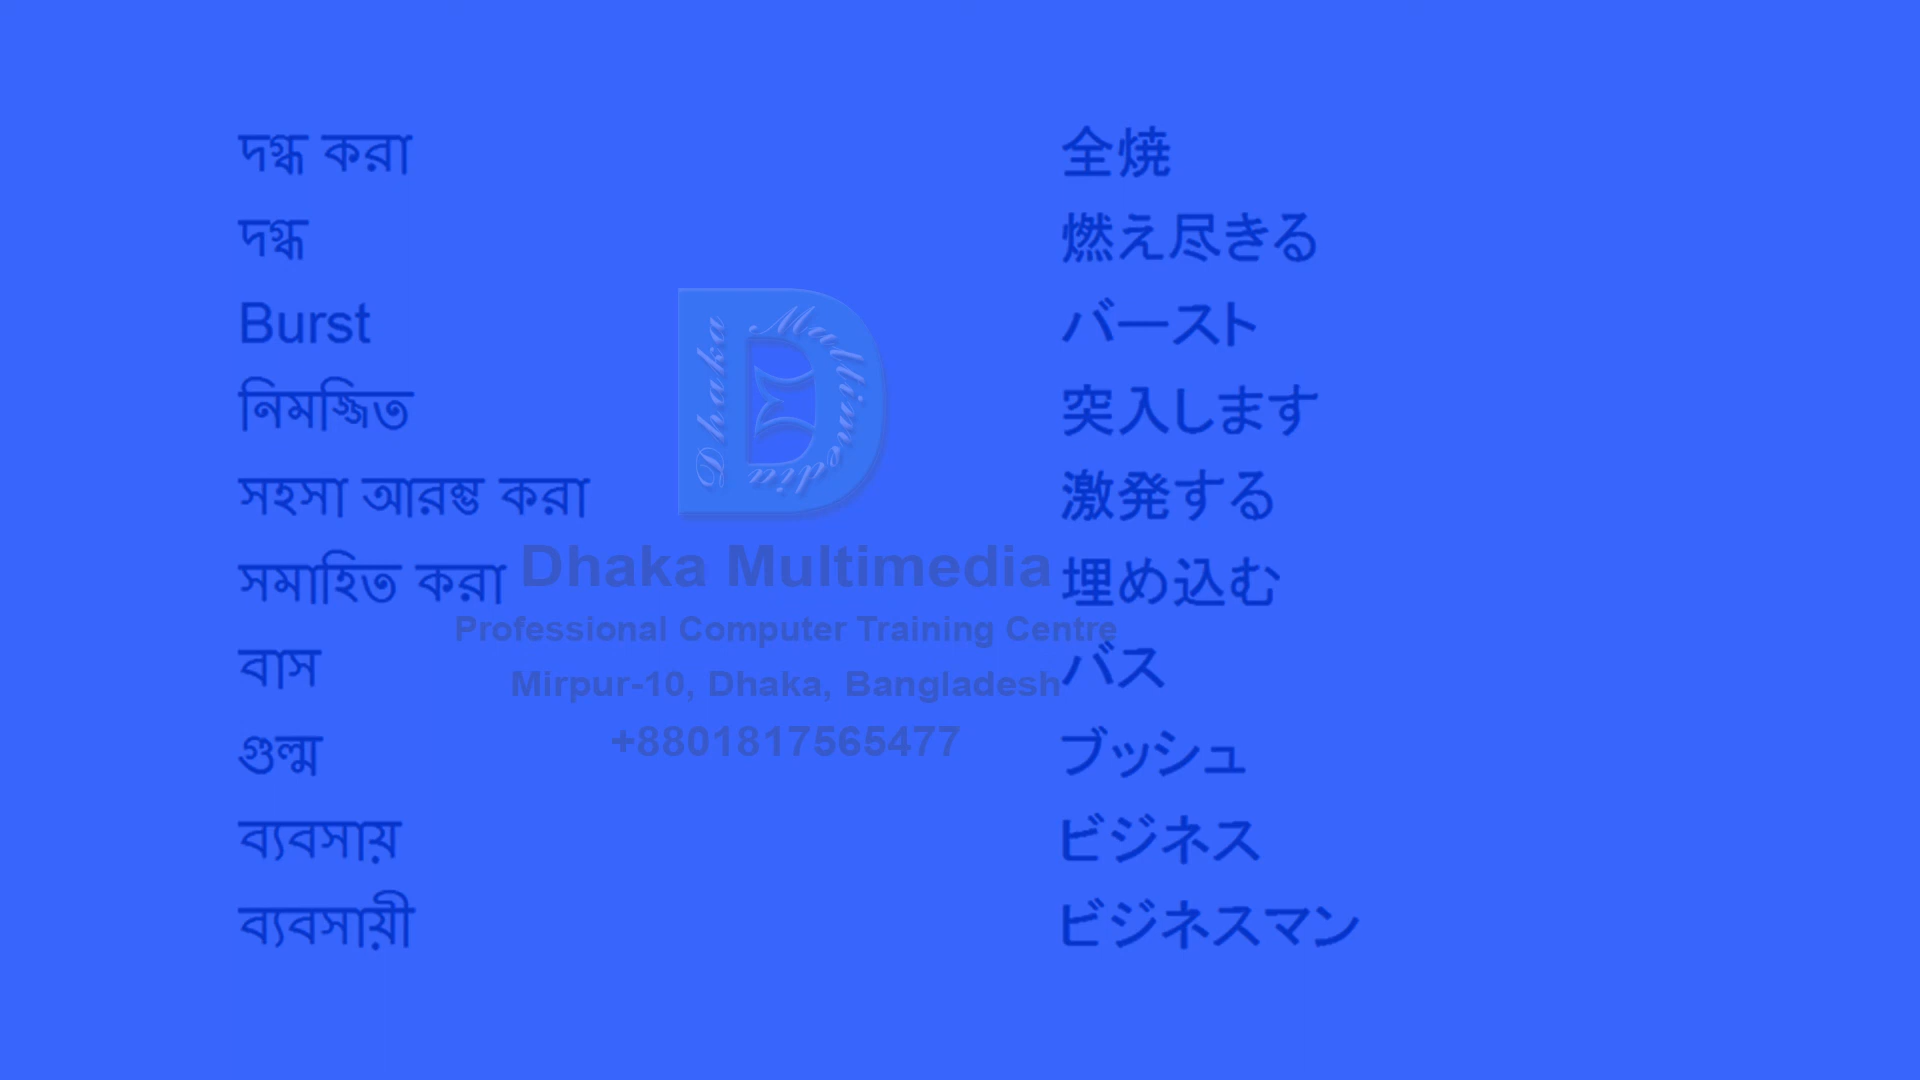 দগ্ধ করা 全焼
দগ্ধ 燃え尽きる
Burst バースト
নিমজ্জিত 突入します
সহসা আরম্ভ করা 激発する
সমাহিত করা 埋め込む
বাস バス
গুল্ম ブッシュ
ব্যবসায় ビジネス
ব্যবসায়ী ビジネスマン
Dhaka Multimedia
Dhaka Multimedia
Professional Computer Training Centre
Mirpur-10, Dhaka, Bangladesh
+8801817565477